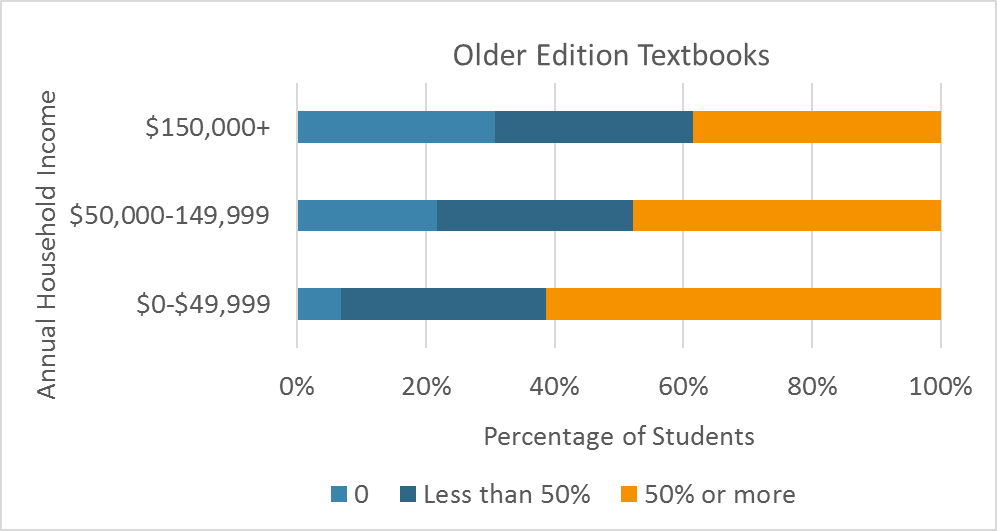 Older Edition Textbooks
Annual Household Income
$150,000+
$50,000-149,999
$0-$49,999
0% 20% 40% 60% 80% 100%
Percentage of Students
0 Less than 50% 50% or more